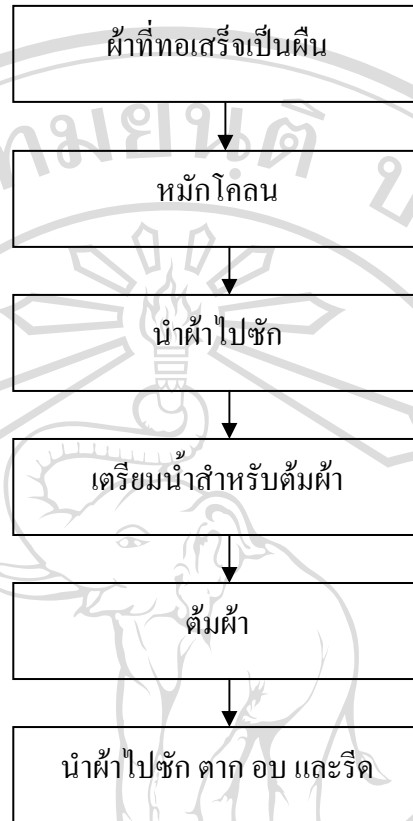 ผ้าที่ทอเสร็จเป็นผืน
หมักโคลน
นำผ้าไปซัก
เตรียมน้ำสำหรับต้มผ้า
ต้มผ้า
นำผ้าไปซัก ตาก อบ และรีด